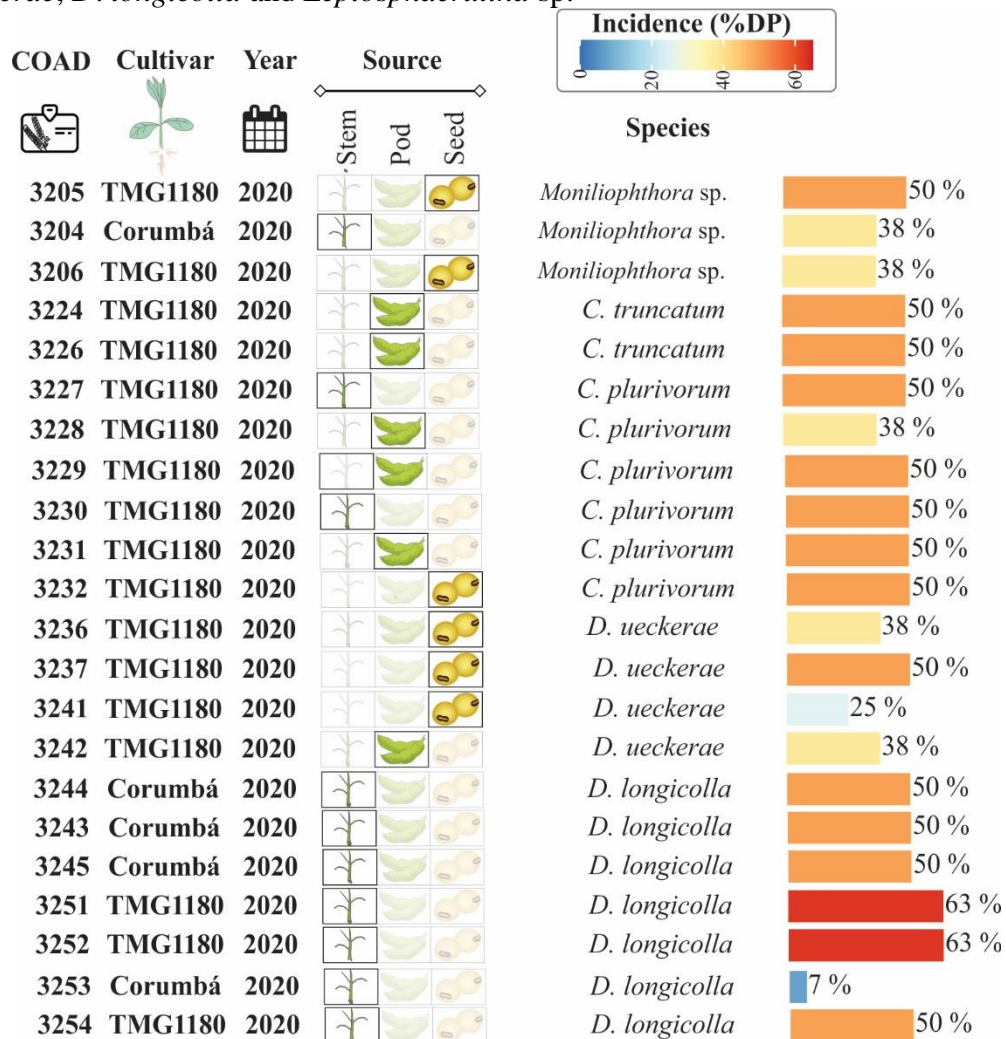 erae, D. longicolla and Leptosphaerulina sp.
Incidence (%DP)
0 20 40 60
COAD Cultivar Year Source
Stem Pod Seed
Species
3205 TMG1180 2020 Moniliophthora sp. 50 %
3204 Corumbá 2020 Moniliophthora sp. 38 %
3206 TMG1180 2020 Moniliophthora sp. 38 %
3224 TMG1180 2020 C. truncatum 50 %
3226 TMG1180 2020 C. truncatum 50 %
3227 TMG1180 2020 C. plurivorum 50 %
3228 TMG1180 2020 C. plurivorum 38 %
3229 TMG1180 2020 C. plurivorum 50 %
3230 TMG1180 2020 C. plurivorum 50 %
3231 TMG1180 2020 C. plurivorum 50 %
3232 TMG1180 2020 C. plurivorum 50 %
3236 TMG1180 2020 D. ueckerae 38 %
3237 TMG1180 2020 D. ueckerae 50 %
3241 TMG1180 2020 D. ueckerae 25 %
3242 TMG1180 2020 D. ueckerae 38 %
3244 Corumbá 2020 D. longicolla 50 %
3243 Corumbá 2020 D. longicolla 50 %
3245 Corumbá 2020 D. longicolla 50 %
3251 TMG1180 2020 D. longicolla 63 %
3252 TMG1180 2020 D. longicolla 63 %
3253 Corumbá 2020 D. longicolla 7 %
3254 TMG1180 2020 D. longicolla 50 %